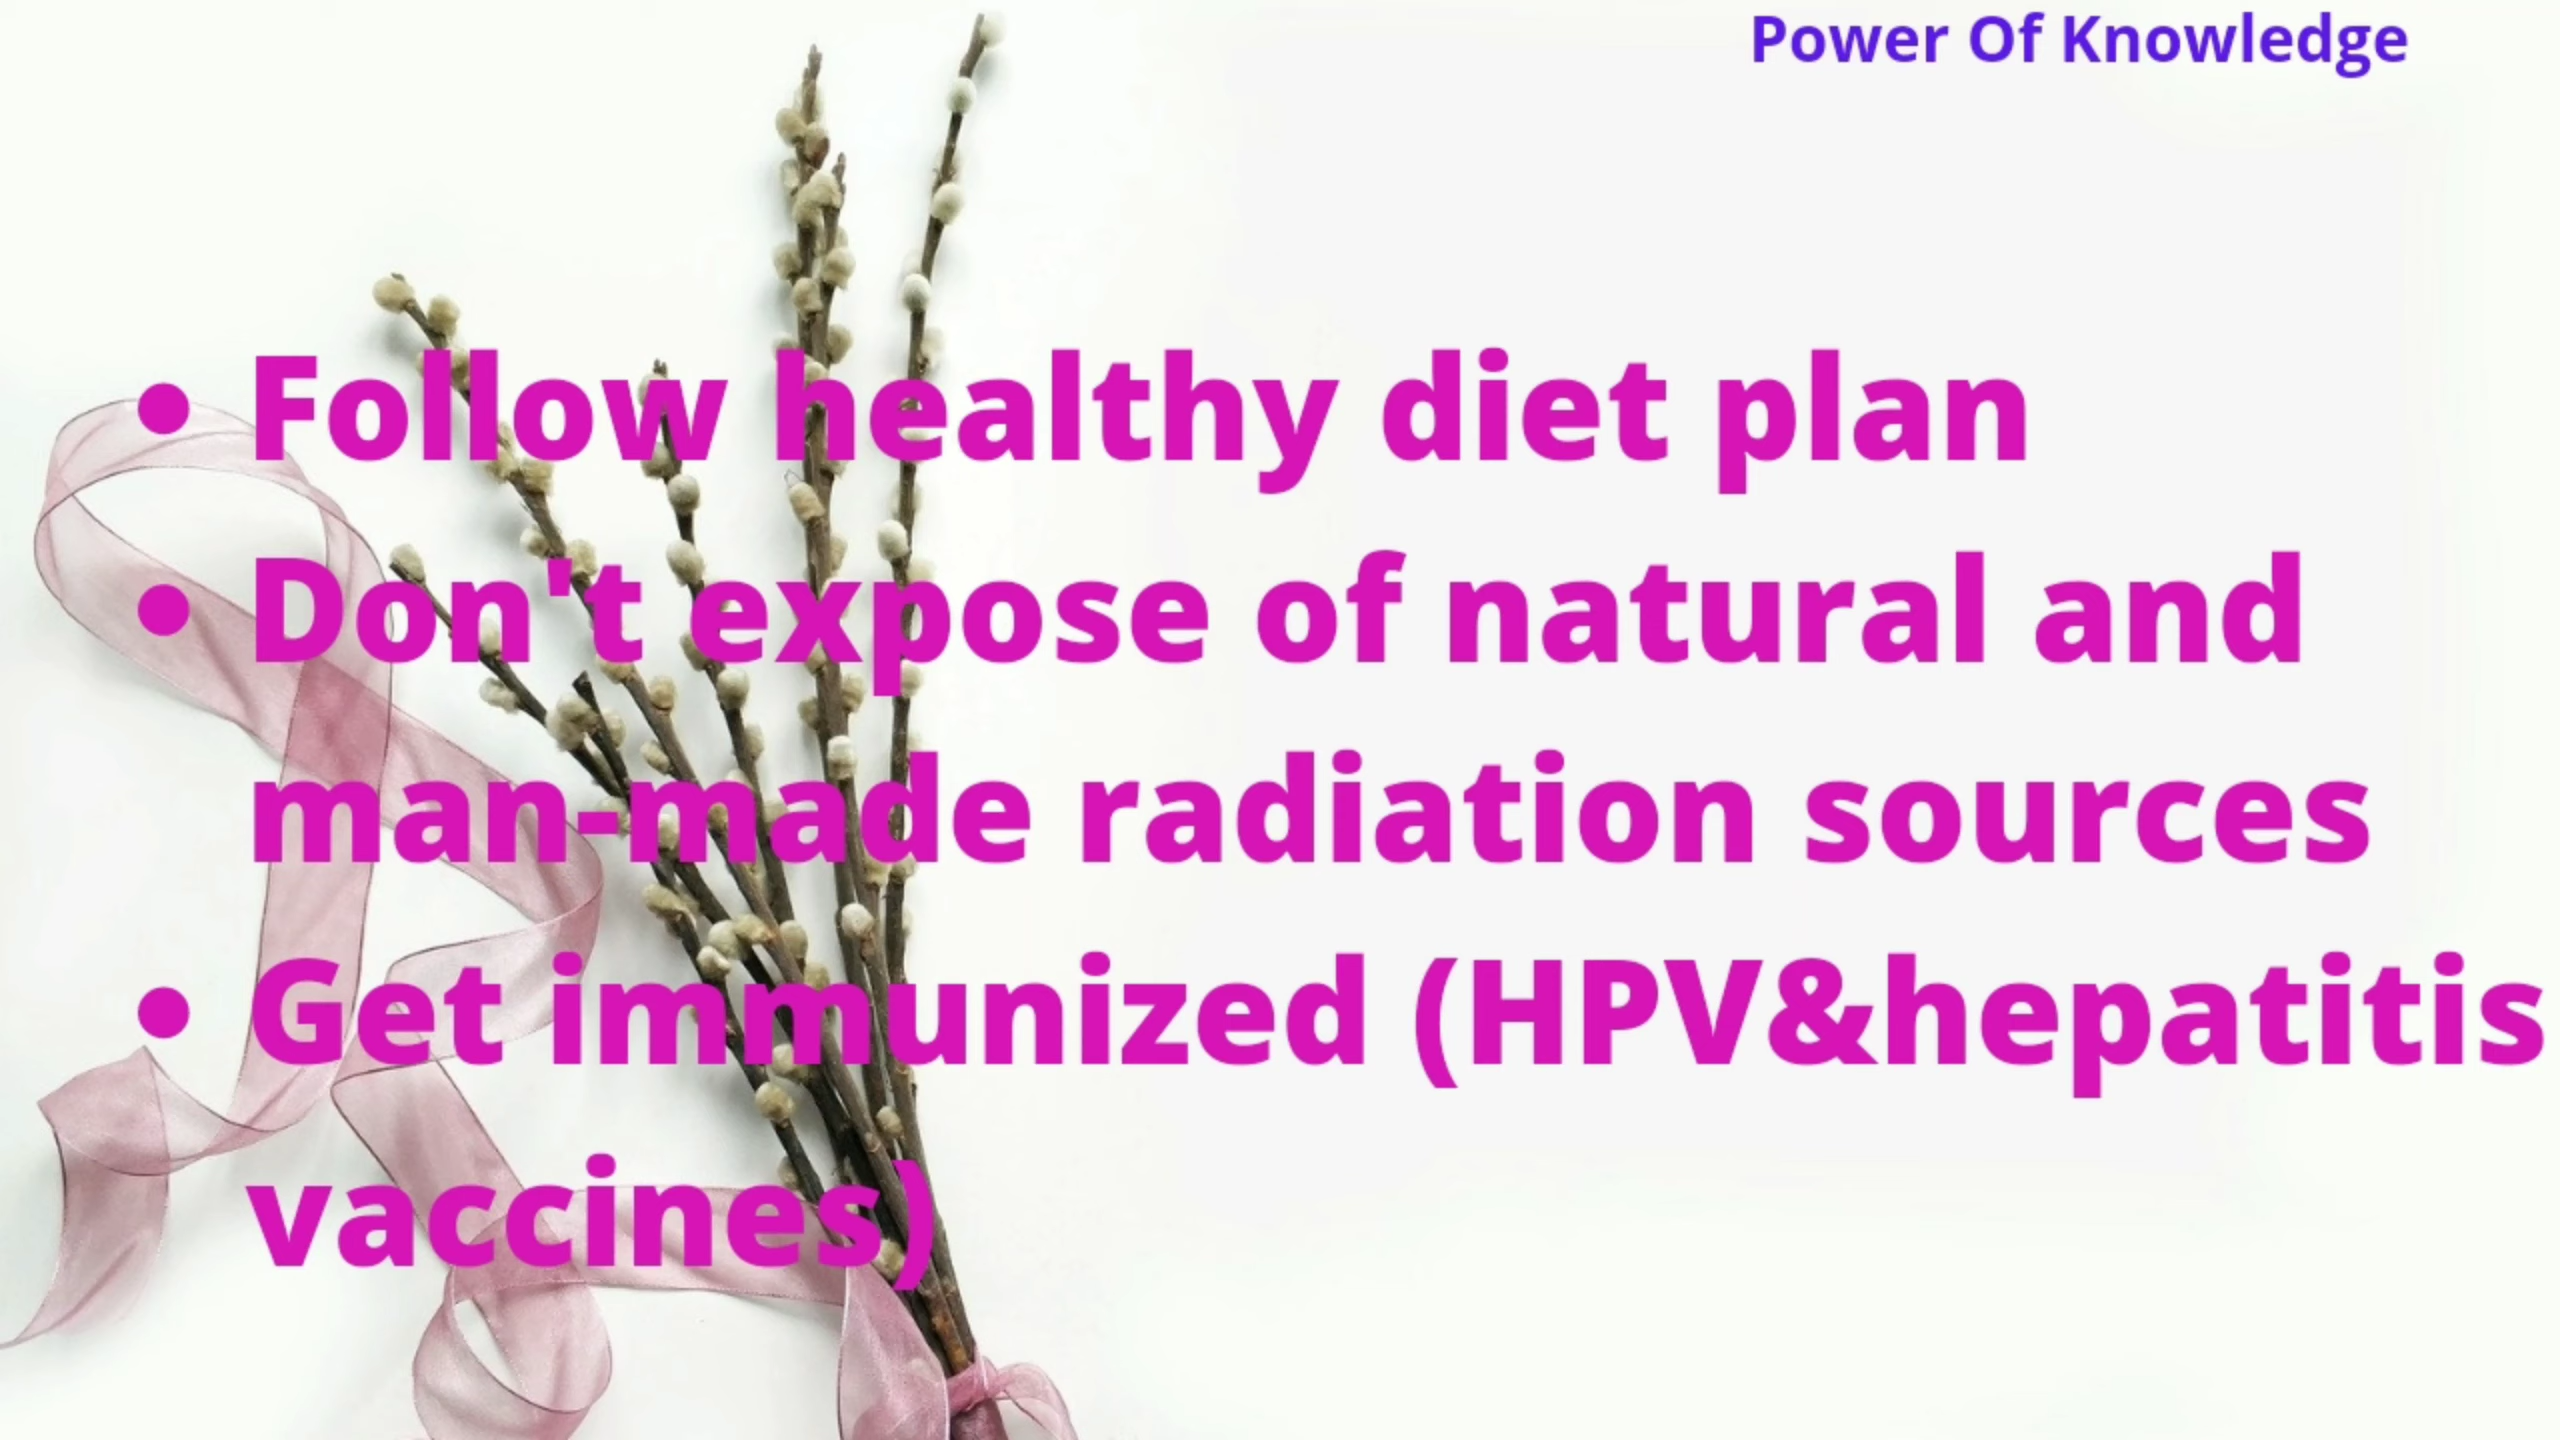 Power Of Knowledge
• Follow healthy diet plan
• Don't expose of natural and
man-made radiation sources
• Get immunized (HPV&hepatitis
vaccines)